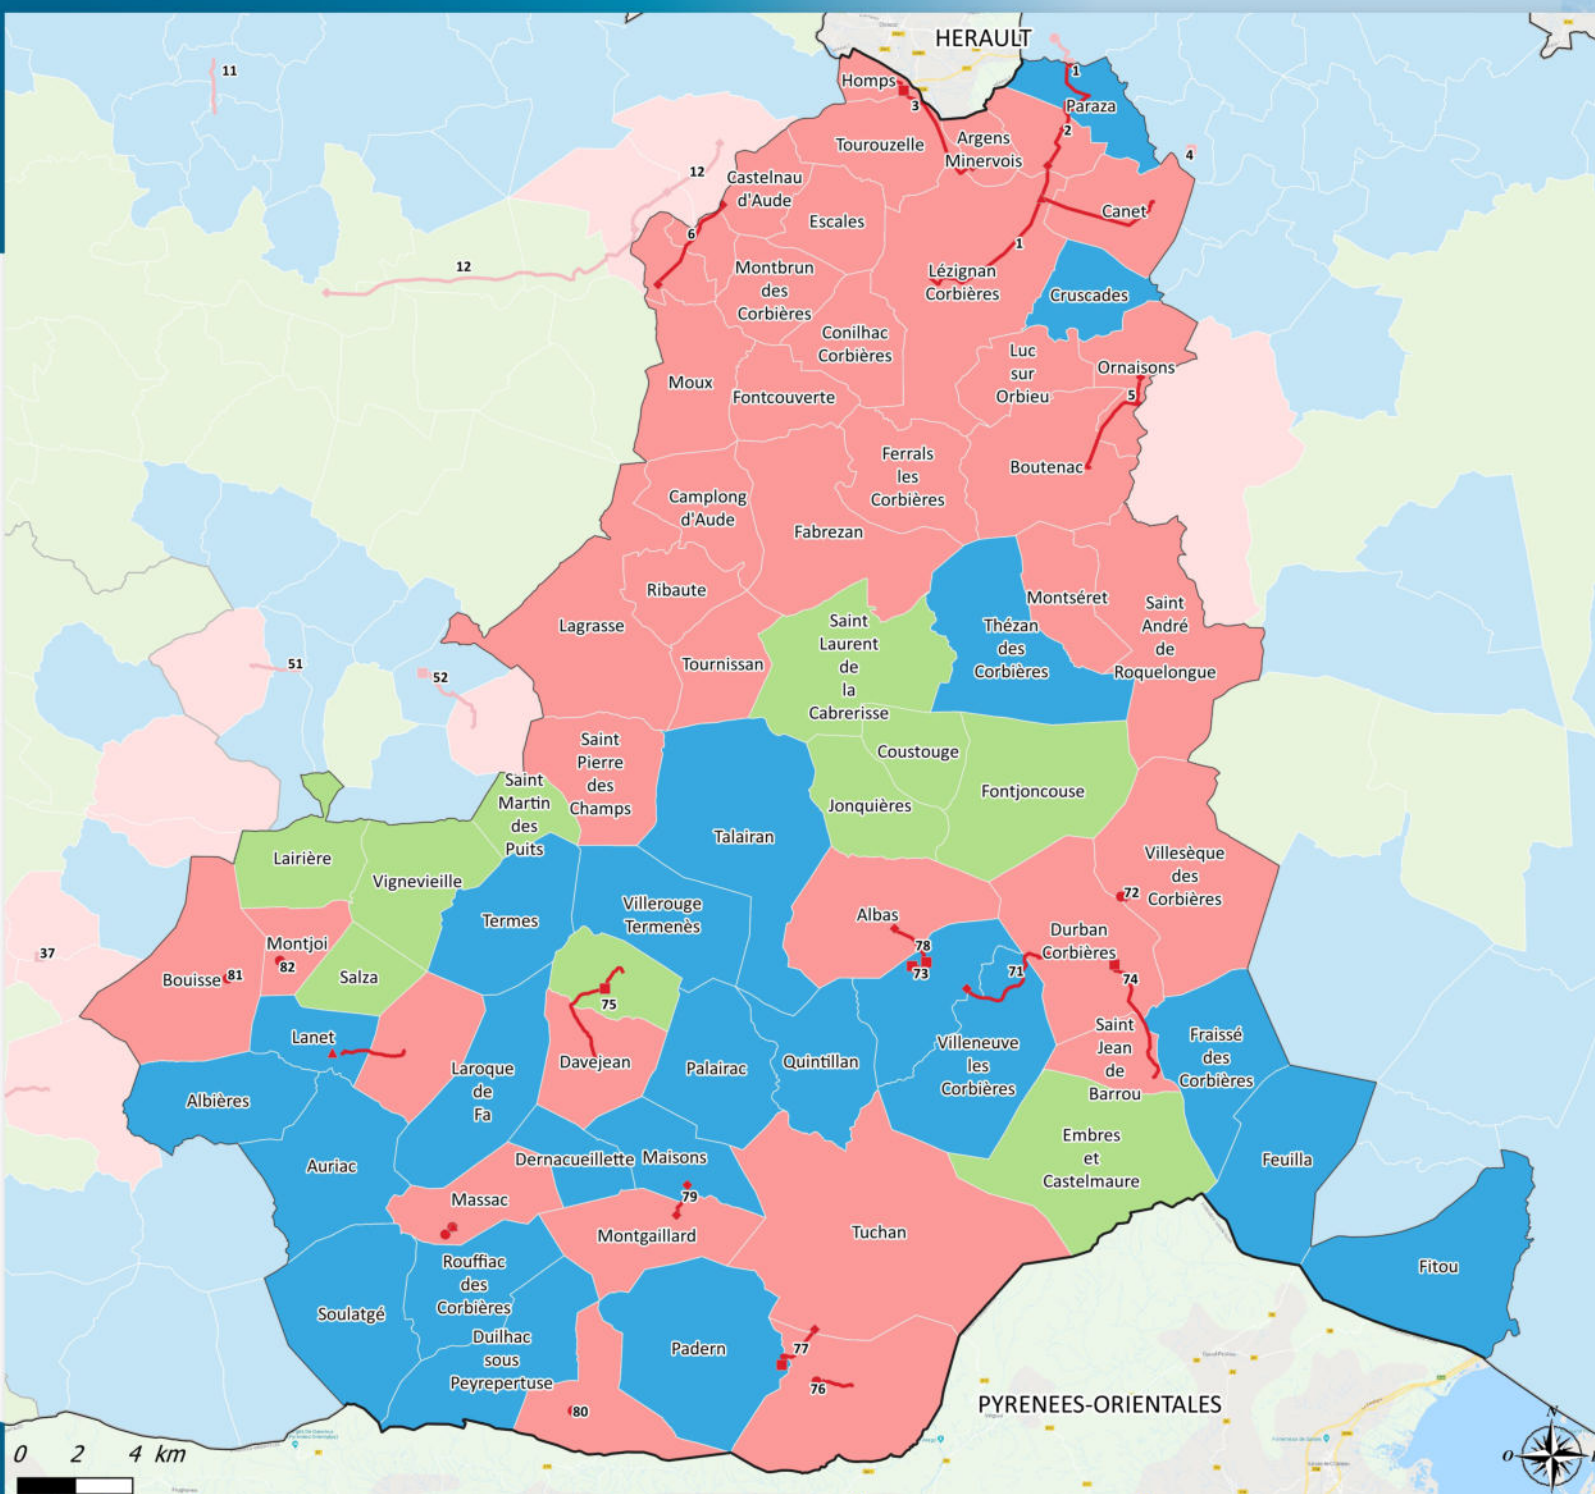 HERAULT
11
1
Homps
3
Paraza
2
Tourouzelle
Argens
Minervois
4
12
Castelnau
d'Aude
Escales
Canet
6
1
12
Montbrun
des
Corbières
Lézignan
Corbières
Cruscades
Conilhac
Corbières
Luc
sur
Orbieu
Ornaisons
Moux
Fontcouverte
5
Ferrals
les
Corbières
Boutenac
Camplong
d'Aude
Fabrezan
Ribaute
Montséret
Lagrasse
Saint
Laurent
de
la
Cabrerisse
Thézan
des
Corbières
Saint
André
de
Roquelongue
Tournissan
51
52
Saint
Pierre
des
Champs
Coustouge
Saint
Martin
des
Puits
Jonquières
Fontjoncouse
Talairan
Lairière
Vignevieille
Villesèque
des
Corbières
72
Termes
Villerouge
Termenès
Albas
Durban
Corbières
37
Montjoi
82
Bouisse
81
Salza
78
73
71
74
75
Lanet
Davejean
Laroque
de
Fa
Palairac
Quintillan
Villeneuve
les
Corbières
Saint
Jean
de
Barrou
Fraissé
des
Corbières
Albières
Auriac
Dernacueillette
Maisons
Embres
et
Castelmaure
Feuilla
Massac
79
Montgaillard
Tuchan
Rouffiac
des
Corbières
Fitou
Soulatgé
Duilhac
sous
Peyrepertuse
Padern
77
76
80
PYRENEES-ORIENTALES
0 2 4 km
N
O